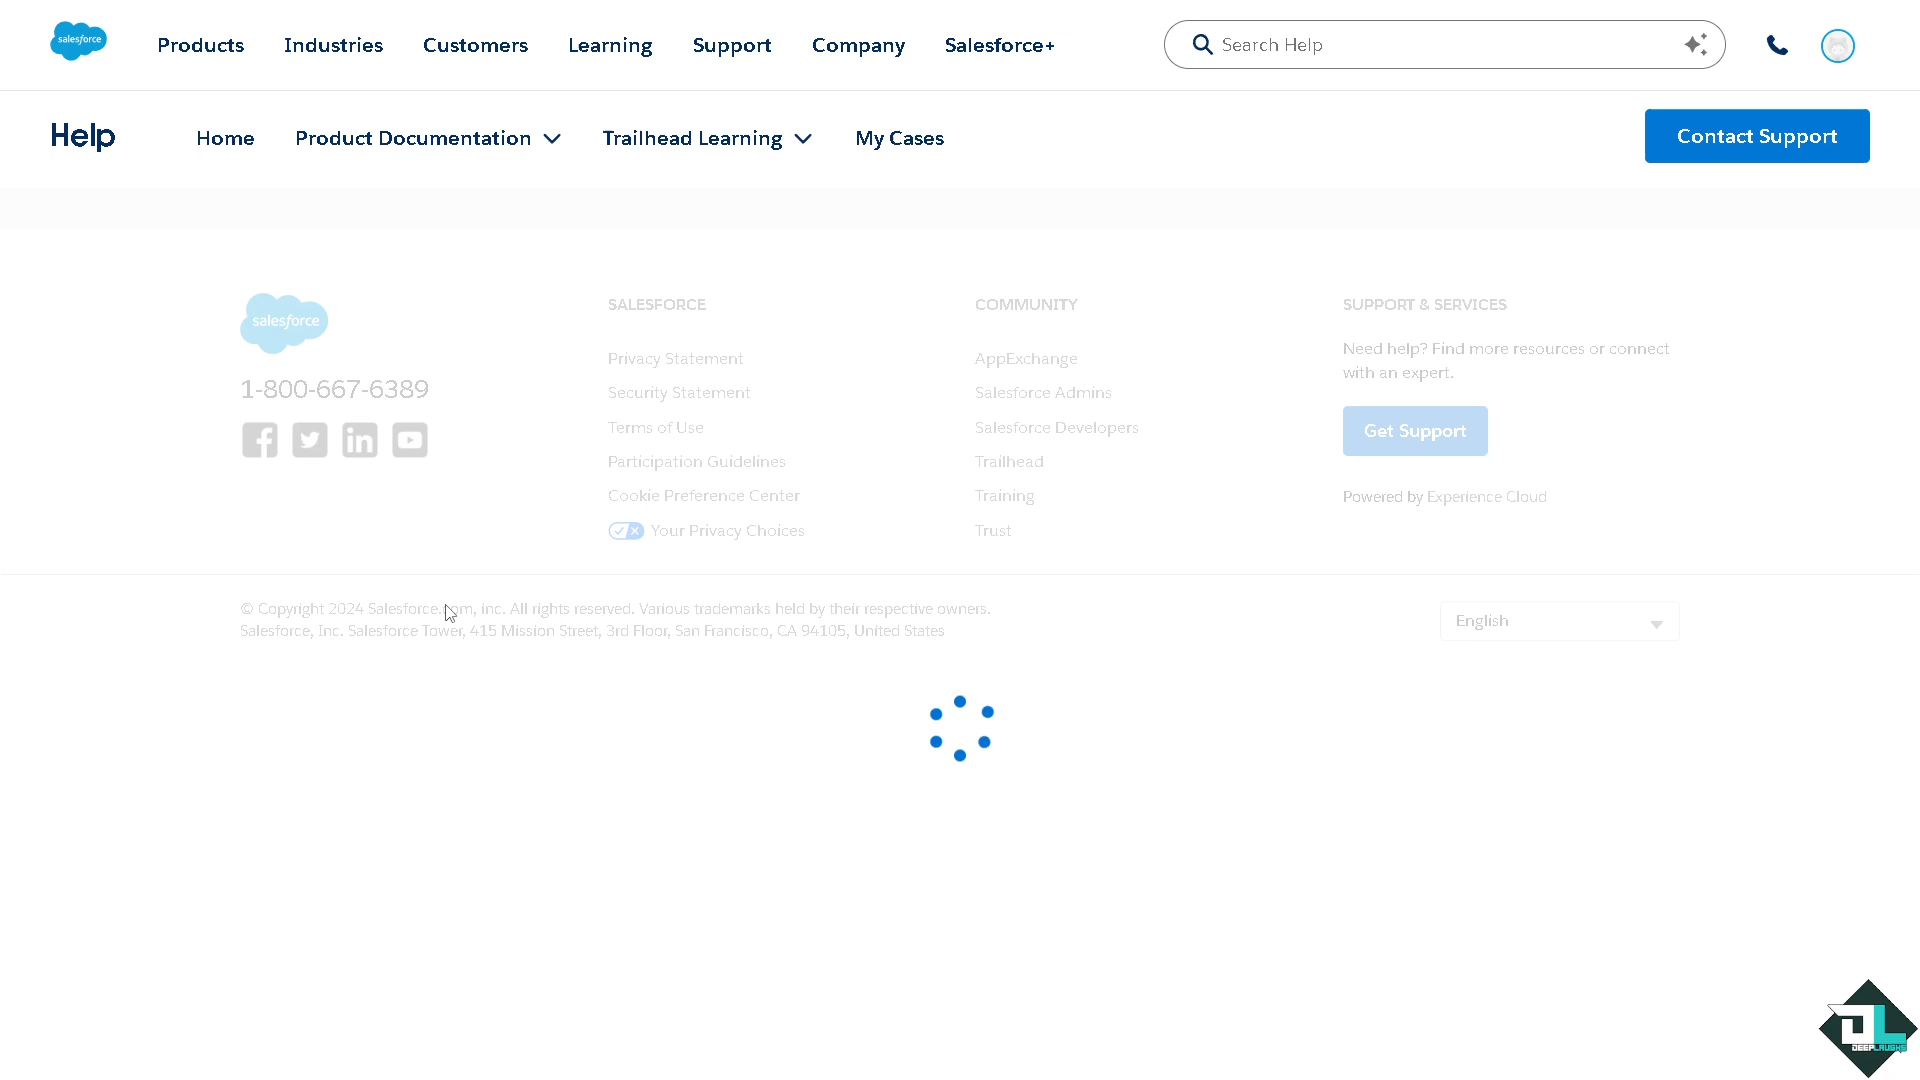 salesforce
Products
Industries
Customers
Learning
Support
Company
Salesforce+
Search Help
Help
Home
Product Documentation
Trailhead Learning
My Cases
Contact Support
salesforce
1-800-667-6389
SALESFORCE
Privacy Statement
Security Statement
Terms of Use
Participation Guidelines
Cookie Preference Center
Your Privacy Choices
COMMUNITY
AppExchange
Salesforce Admins
Salesforce Developers
Trailhead
Training
Trust
SUPPORT & SERVICES
Need help? Find more resources or connect
with an expert.
Get Support
Powered by Experience Cloud
© Copyright 2024 Salesforce.com, inc. All rights reserved. Various trademarks held by their respective owners.
Salesforce, Inc. Salesforce Tower, 415 Mission Street, 3rd Floor, San Francisco, CA 94105, United States
English
DL
DEEPLAUGHS